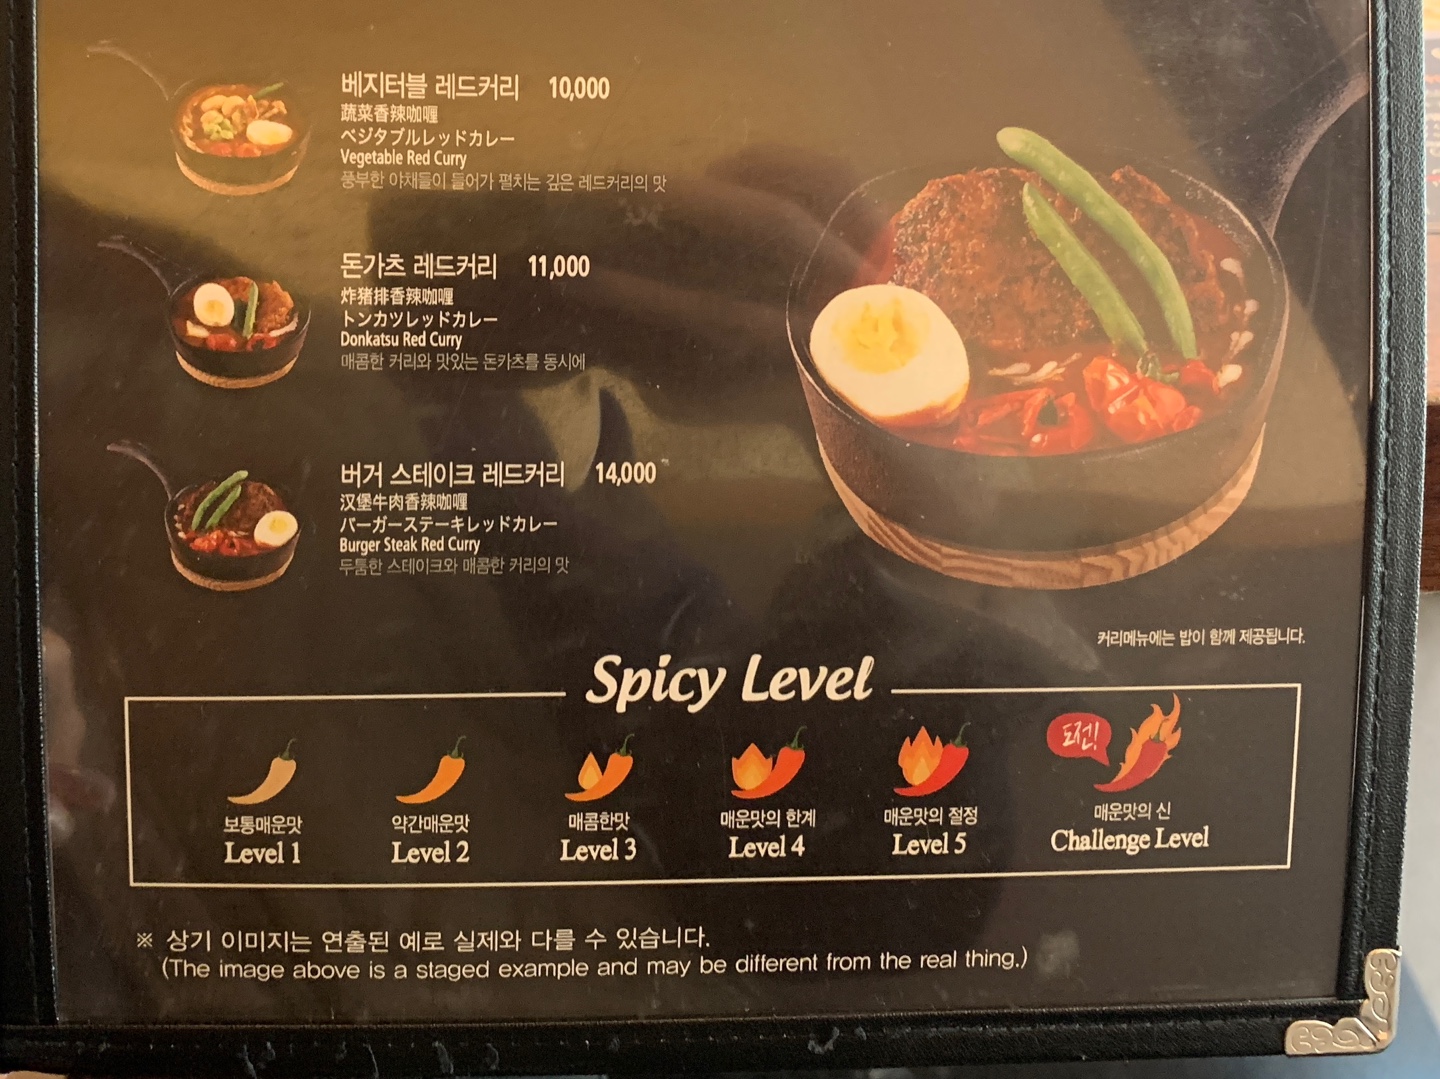 베지터블 레드커리 10,000
蔬菜香辣咖喱
ベジタブルレッドカレー
Vegetable Red Curry
풍부한 야채들이 들어가 펼치는 깊은 레드커리의 맛
돈가츠 레드커리 11,000
炸猪排香辣咖喱
トンカツレッドカレー
Donkatsu Red Curry
매콤한 커리와 맛있는 돈카츠를 동시에
버거 스테이크 레드커리 14,000
汉堡牛肉香辣咖喱
バーガーステーキレッドカレー
Burger Steak Red Curry
두툼한 스테이크와 매콤한 커리의 맛
커리메뉴에는 밥이 함께 제공됩니다.
Spicy Level
보통매운맛
Level 1
약간매운맛
Level 2
매콤한맛
Level 3
매운맛의 한계
Level 4
매운맛의 절정
Level 5
도전!
매운맛의 신
Challenge Level
※ 상기 이미지는 연출된 예로 실제와 다를 수 있습니다.
(The image above is a staged example and may be different from the real thing.)